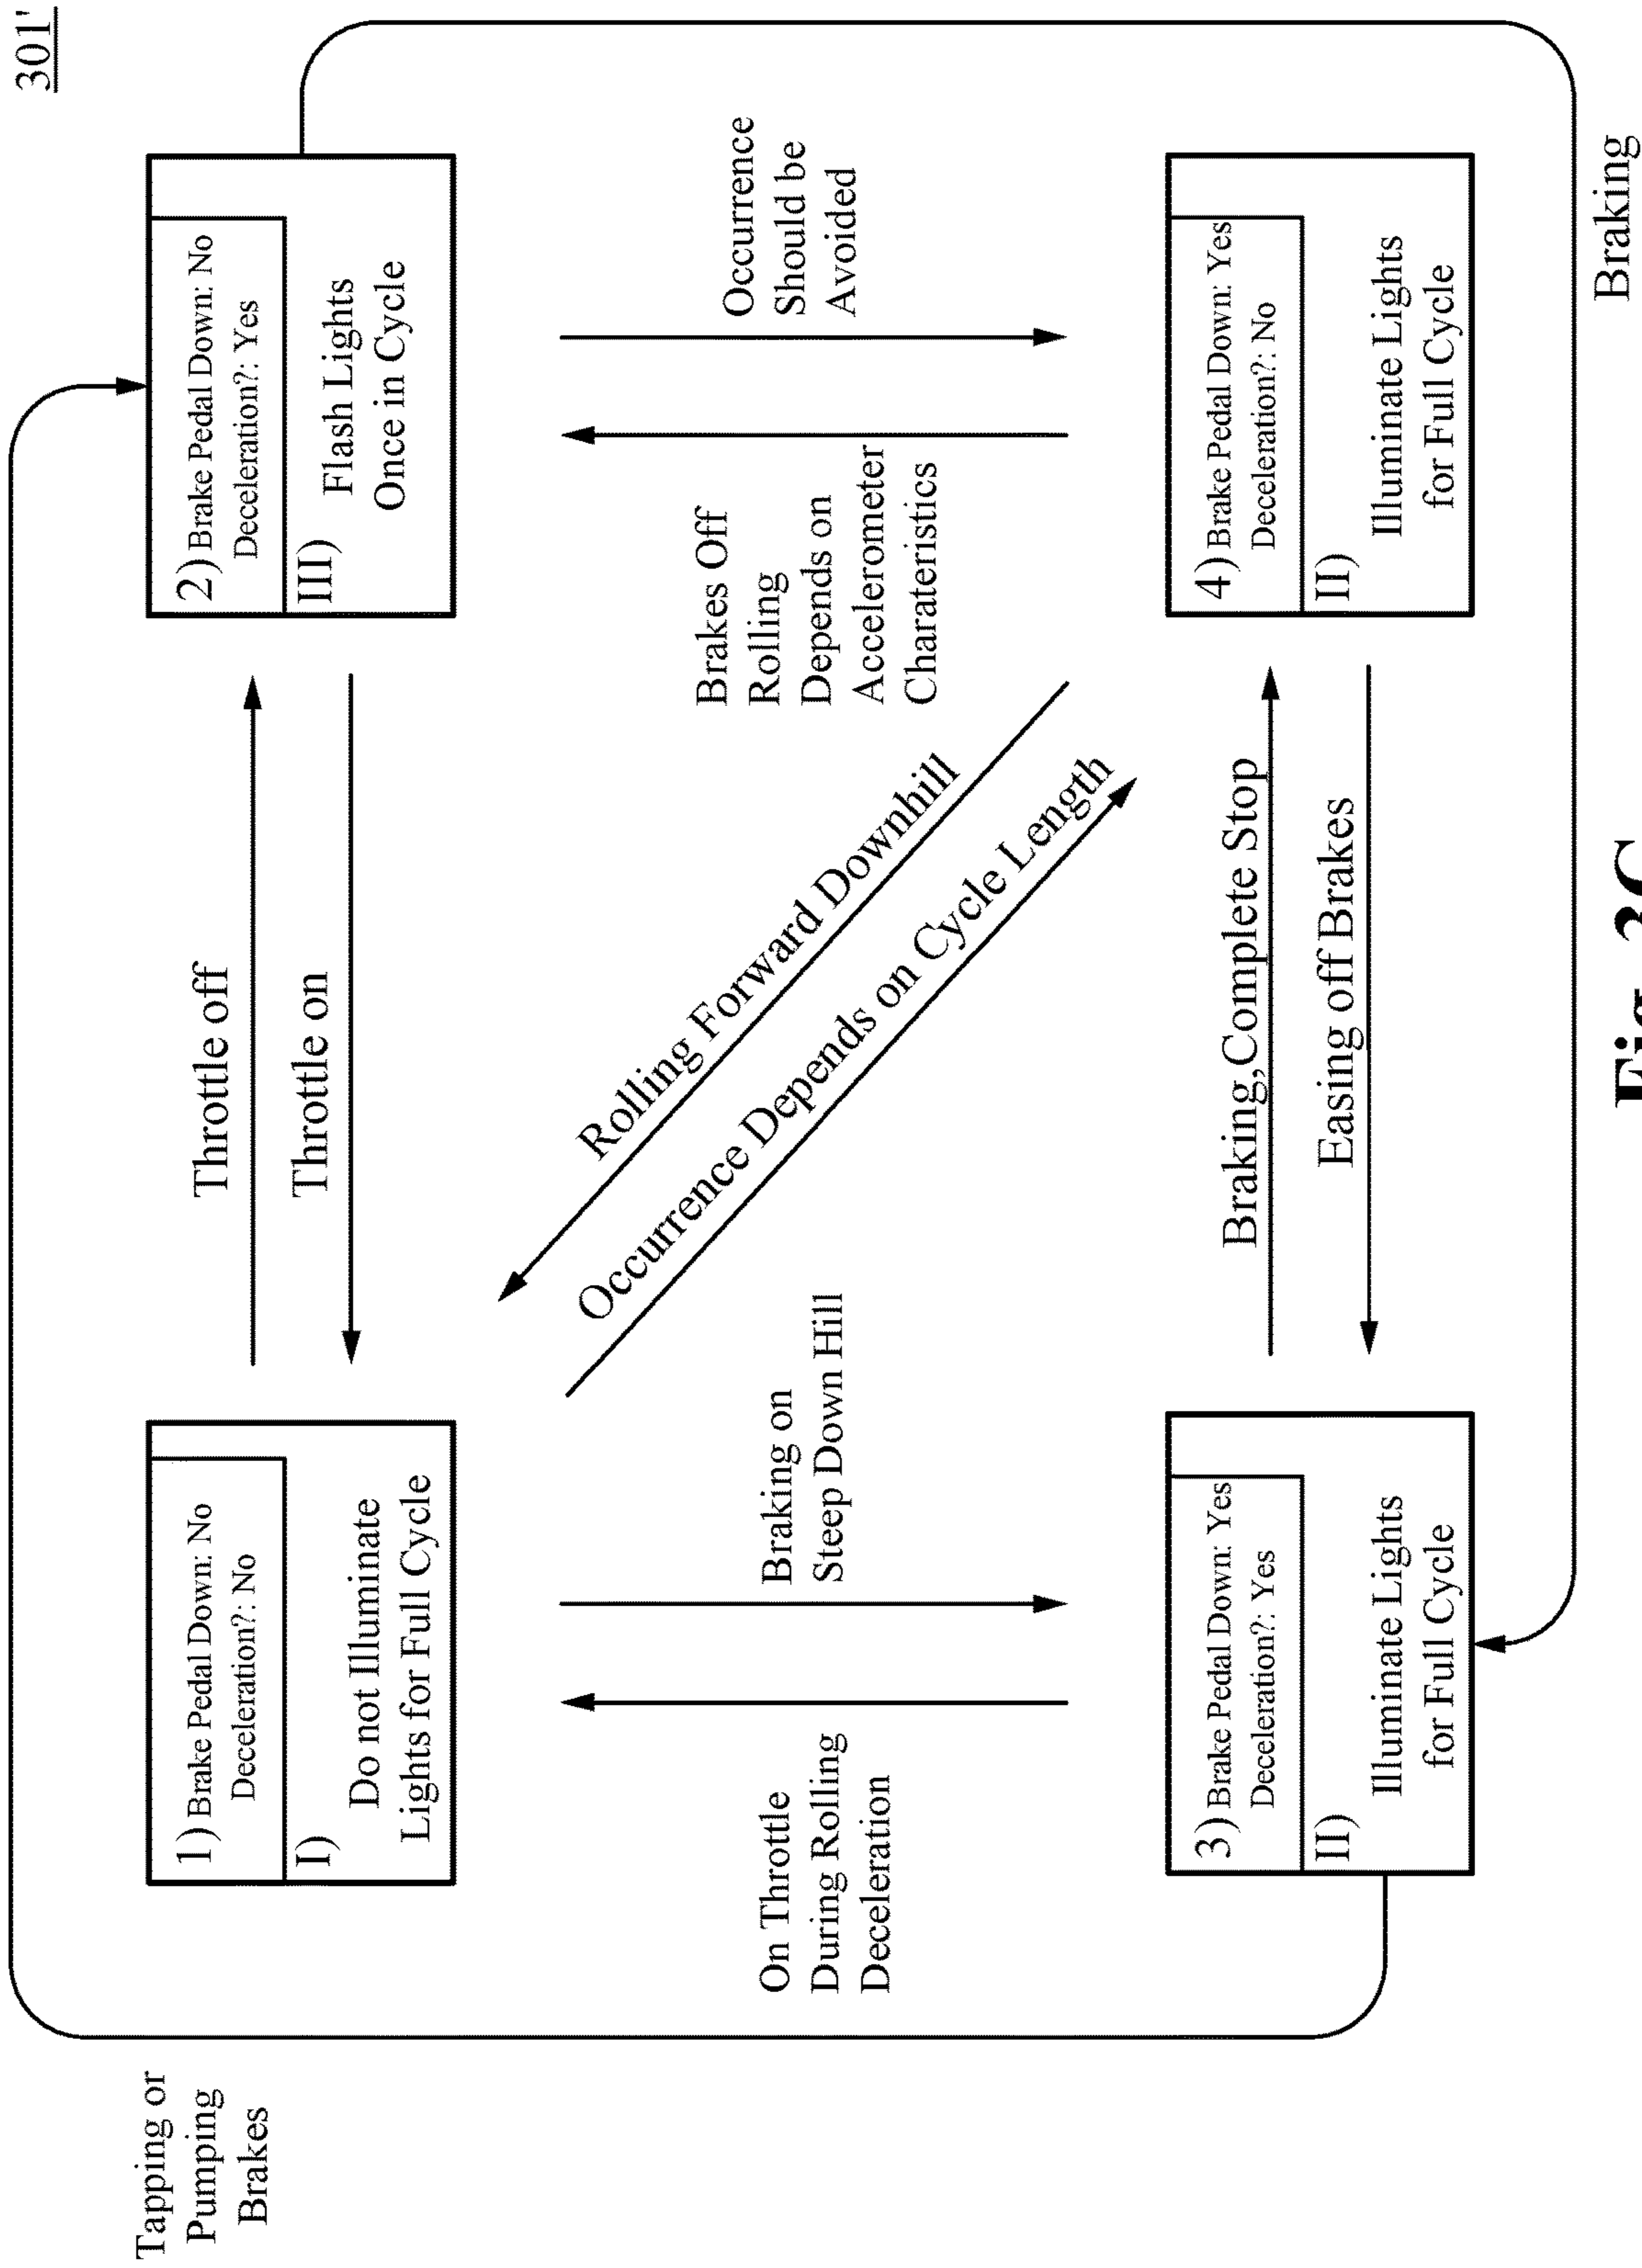 301'
Tapping or
Pumping
Brakes
1) Brake Pedal Down: No
Deceleration?: No
I)
Do not Illuminate
Lights for Full Cycle
Throttle off
Throttle on
2) Brake Pedal Down: No
Deceleration?: Yes
III)
Flash Lights
Once in Cycle
On Throttle
During Rolling
Deceleration
Braking on
Steep Down Hill
Rolling Forward Downhill
Occurrence Depends on Cycle Length
Brakes Off
Rolling
Depends on
Accelerometer
Charateristics
Occurrence
Should be
Avoided
3) Brake Pedal Down: Yes
Deceleration?: Yes
II)
Illuminate Lights
for Full Cycle
Braking,Complete Stop
Easing off Brakes
4) Brake Pedal Down: Yes
Deceleration?: No
II)
Illuminate Lights
for Full Cycle
Braking